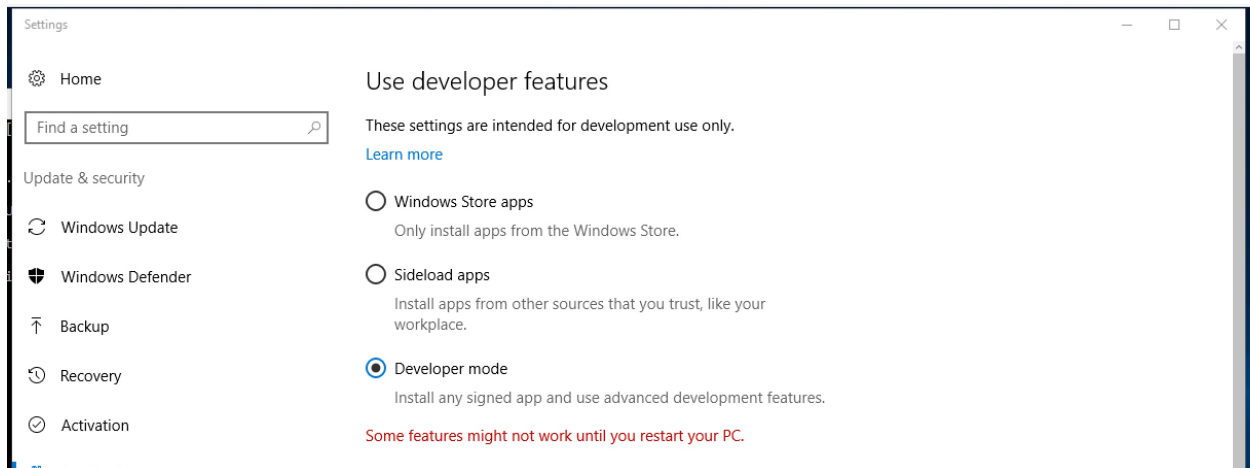 Settings
Home
Find a setting
Update & security
Windows Update
Windows Defender
Backup
Recovery
Activation
Use developer features
These settings are intended for development use only.
Learn more
Windows Store apps
Only install apps from the Windows Store.
Sideload apps
Install apps from other sources that you trust, like your
workplace.
Developer mode
Install any signed app and use advanced development features.
Some features might not work until you restart your PC.